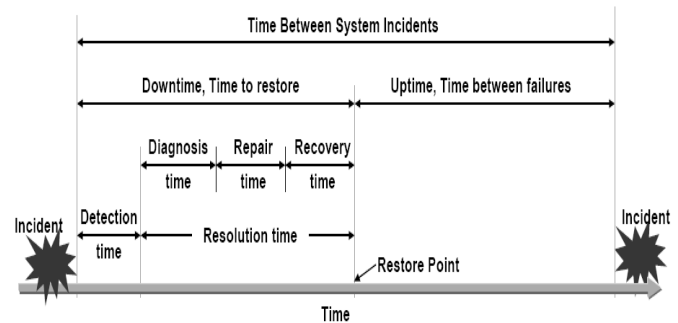 Time Between System Incidents
Downtime, Time to restore
Uptime, Time between failures
Diagnosis
time
Repair
time
Recovery
time
Incident
Detection
time
Resolution time
Incident
Restore Point
Time